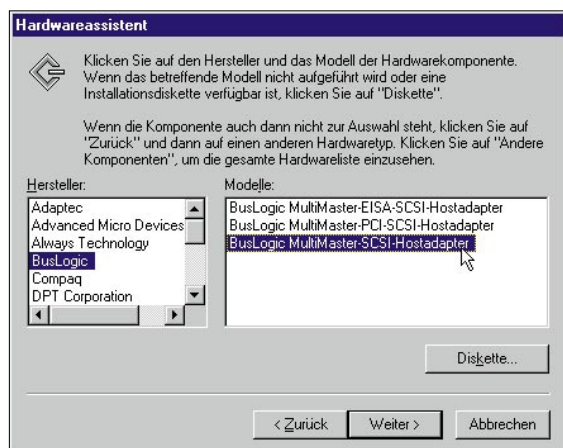 Hardwareassistent
Klicken Sie auf den Hersteller und das Modell der Hardwarekomponente.
Wenn das betreffende Modell nicht aufgeführt wird oder eine
Installationsdiskette verfügbar ist, klicken Sie auf "Diskette".
Wenn die Komponente auch dann nicht zur Auswahl steht, klicken Sie auf
"Zurück" und dann auf einen anderen Hardwaretyp. Klicken Sie auf "Andere
Komponenten", um die gesamte Hardwareliste einzusehen.
Hersteller:
Adaptec
Advanced Micro Devices
Always Technology
BusLogic
Compaq
DPT Corporation
Modelle:
BusLogic MultiMaster-EISA-SCSI-Hostadapter
BusLogic MultiMaster-PCI-SCSI-Hostadapter
BusLogic MultiMaster-SCSI-Hostadapter
Diskette...
< Zurück
Weiter >
Abbrechen